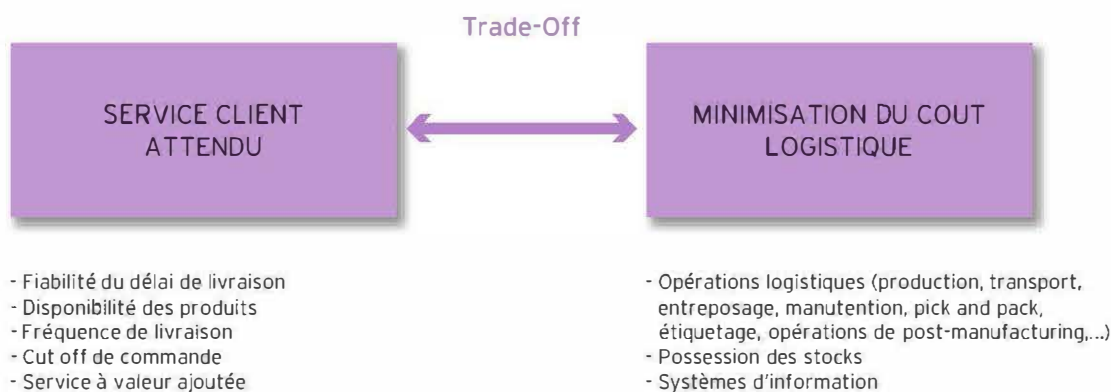 Trade-Off
SERVICE CLIENT
ATTENDU
MINIMISATION DU COUT
LOGISTIQUE
- Fiabilité du délai de livraison
- Disponibilité des produits
- Fréquence de livraison
- Cut off de commande
- Service à valeur ajoutée
- Opérations logistiques (production, transport,
entreposage, manutention, pick and pack,
étiquetage, opérations de post-manufacturing,...)
- Possession des stocks
- Systèmes d'information